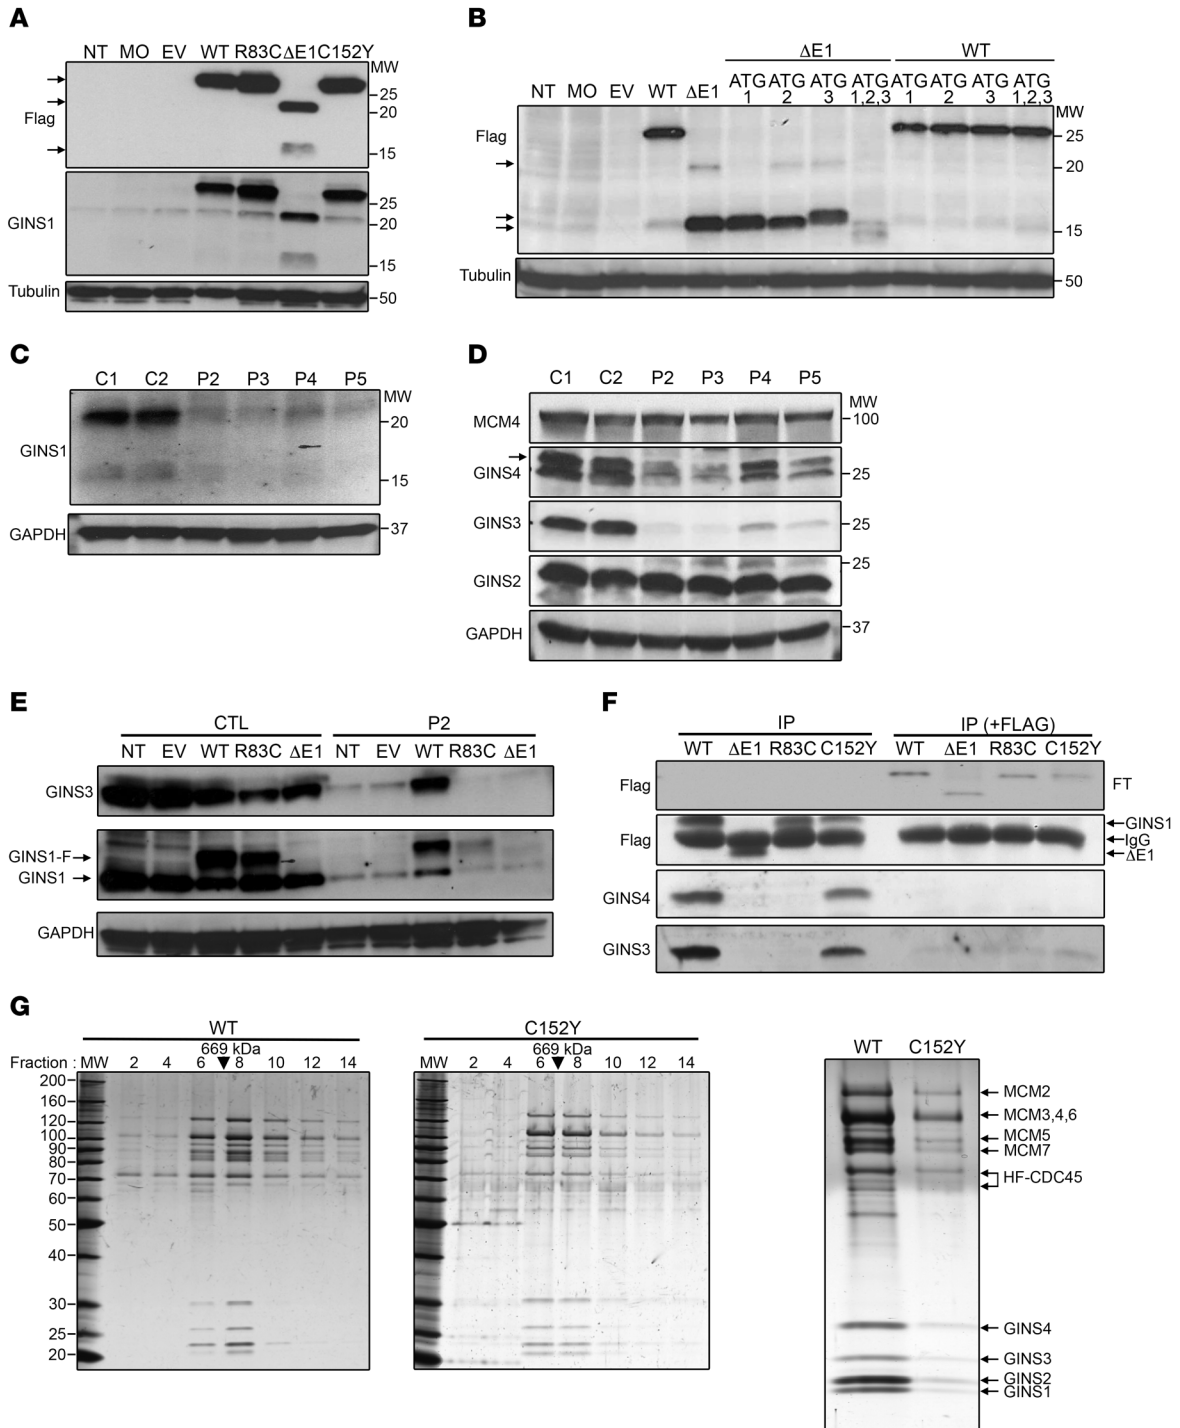 A
NT MO EV WT R83C ΔE1 C152Y
MW
25
20
Flag
15
25
GINS1
20
15
Tubulin
50
B
ΔE1 WT
NT MO EV WT ΔE1 ATG 1 ATG 2 ATG 3 ATG 1,2,3 ATG 1 ATG 2 ATG 3 ATG 1,2,3
MW
Flag
25
20
15
Tubulin
50
C
C1 C2 P2 P3 P4 P5
MW
20
GINS1
15
GAPDH
37
D
C1 C2 P2 P3 P4 P5
MW
MCM4
100
GINS4
25
GINS3
25
25
GINS2
GAPDH
37
E
CTL P2
NT EV WT R83C ΔE1 NT EV WT R83C ΔE1
GINS3
GINS1-F
GINS1
GAPDH
F
IP IP (+FLAG)
WT ΔE1 R83C C152Y WT ΔE1 R83C C152Y
Flag
FT
GINS1
Flag
IgG
ΔE1
GINS4
GINS3
G
WT
669 kDa
Fraction : MW 2 4 6 8 10 12 14
200
160
120
100
90
80
70
60
50
40
30
25
20
C152Y
669 kDa
MW 2 4 6 8 10 12 14
WT C152Y
MCM2
MCM3,4,6
MCM5
MCM7
HF-CDC45
GINS4
GINS3
GINS2
GINS1